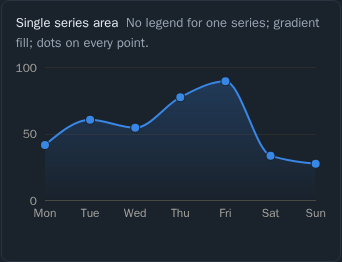 Single series area No legend for one series; gradient
fill; dots on every point.
100
50
0
Mon Tue Wed Thu Fri Sat Sun